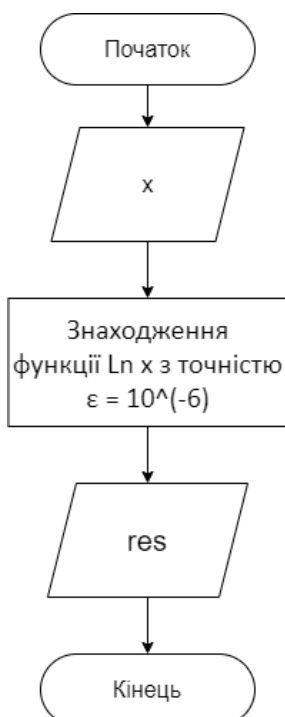 Початок
x
Знаходження
функції Ln x з точністю
ε = 10^(-6)
res
Кінець